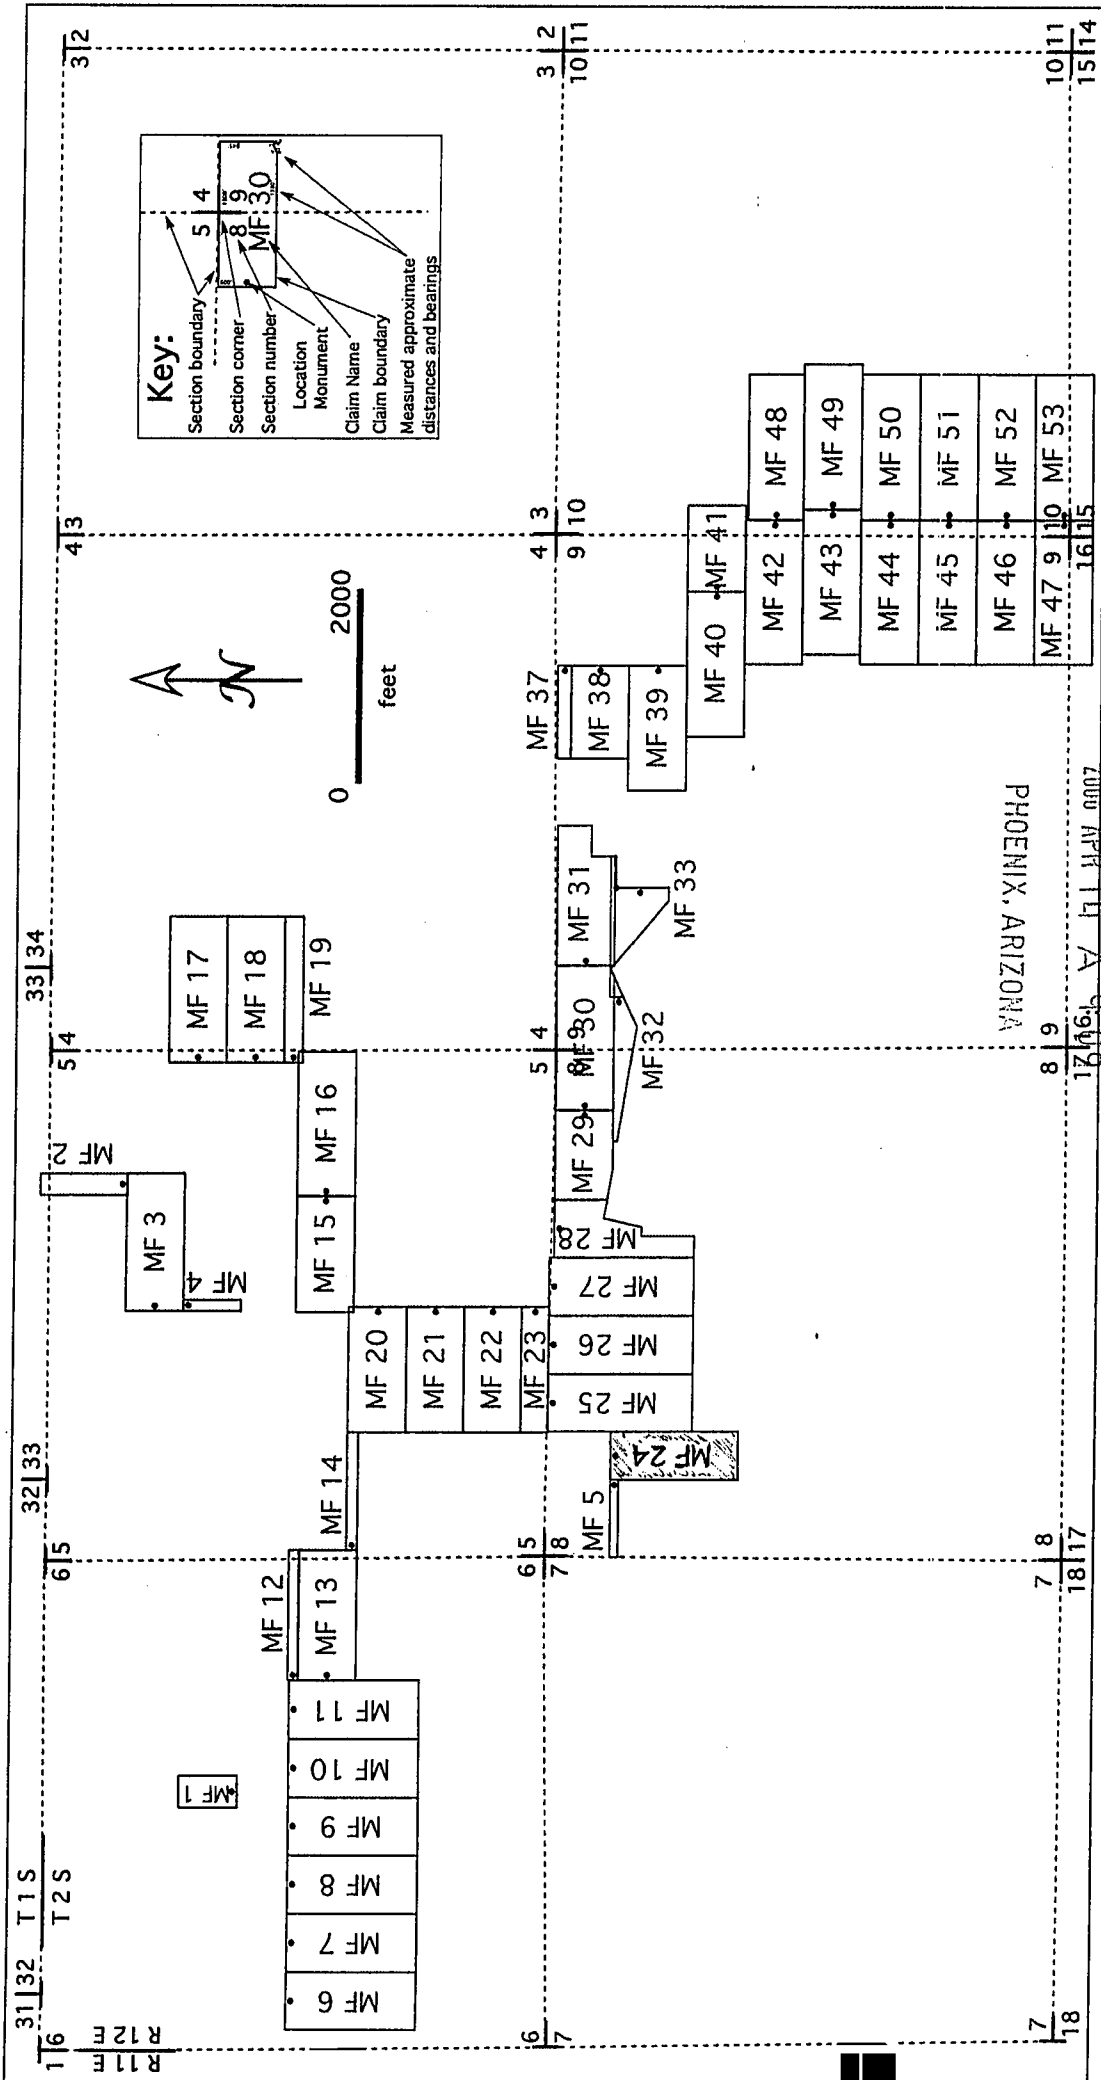 1 6
R 11 E
R 12 E
31 32
T 1 S
T 2 S
6 5
32 33
5 4
33 34
4 3
3 2
Key:
Section boundary
Section corner
Section number
Location
Monument
Claim Name
Claim boundary
Measured approximate
distances and bearings
5 4
8 9
MF 30
N
0 2000
feet
MF 1
MF 2
MF 3
MF 4
MF 6
MF 7
MF 8
MF 9
MF 10
MF 11
MF 12
MF 13
MF 14
MF 15
MF 16
MF 17
MF 18
MF 19
MF 20
MF 21
MF 22
MF 23
6
7
6 5
7 8
5 4
8 9
4 3
9 10
3 2
10 11
MF 5
MF 24
MF 25
MF 26
MF 27
MF 28
MF 29
MF 30
MF 31
MF 32
MF 33
MF 37
MF 38
MF 39
MF 40
MF 41
MF 42
MF 48
MF 43
MF 49
MF 44
MF 50
MF 45
MF 51
MF 46
MF 52
MF 47
MF 53
7
18
7 8
18 17
8 9
17 16
9 10
16 15
10 11
15 14
PHOENIX, ARIZONA
2000 APR